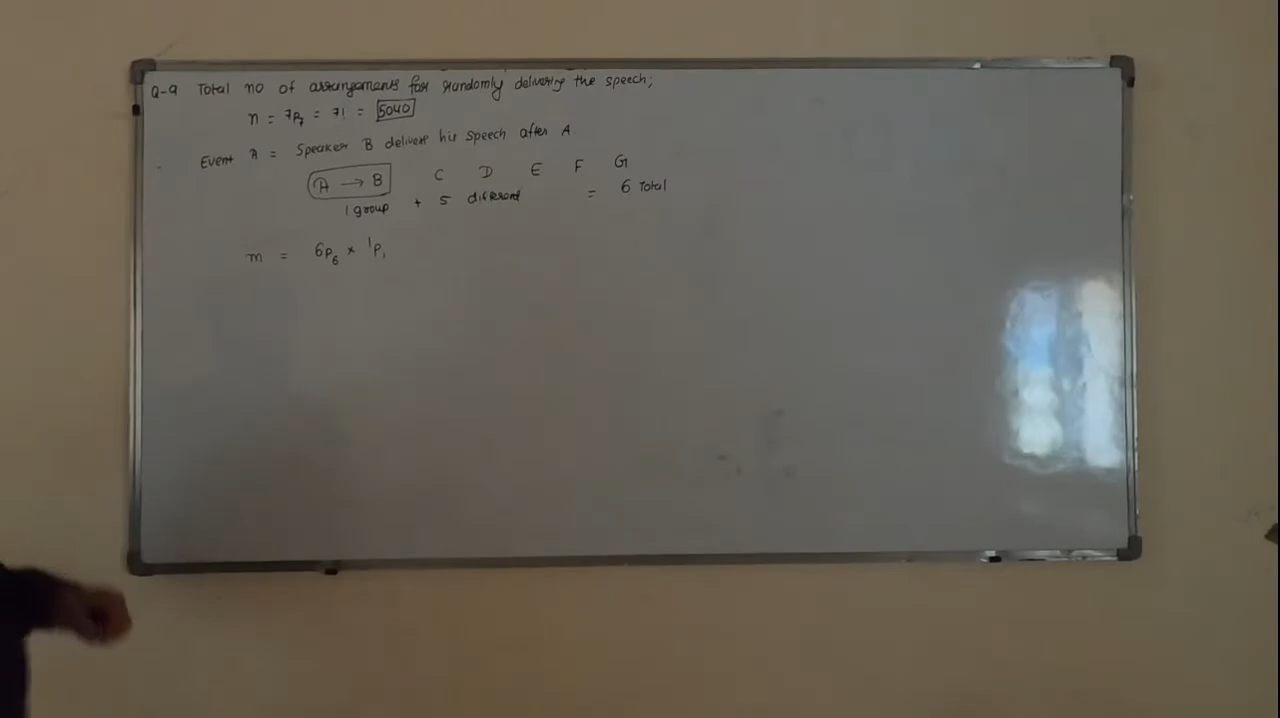 Q-9 Total no of arrangements for randomly delivering the speech;
n = 7P7 = 7! = 5040
Event A = Speaker B deliver his speech after A.
A → B C D E F G
1 group + 5 different = 6 Total
m = 6P6 × 1P1